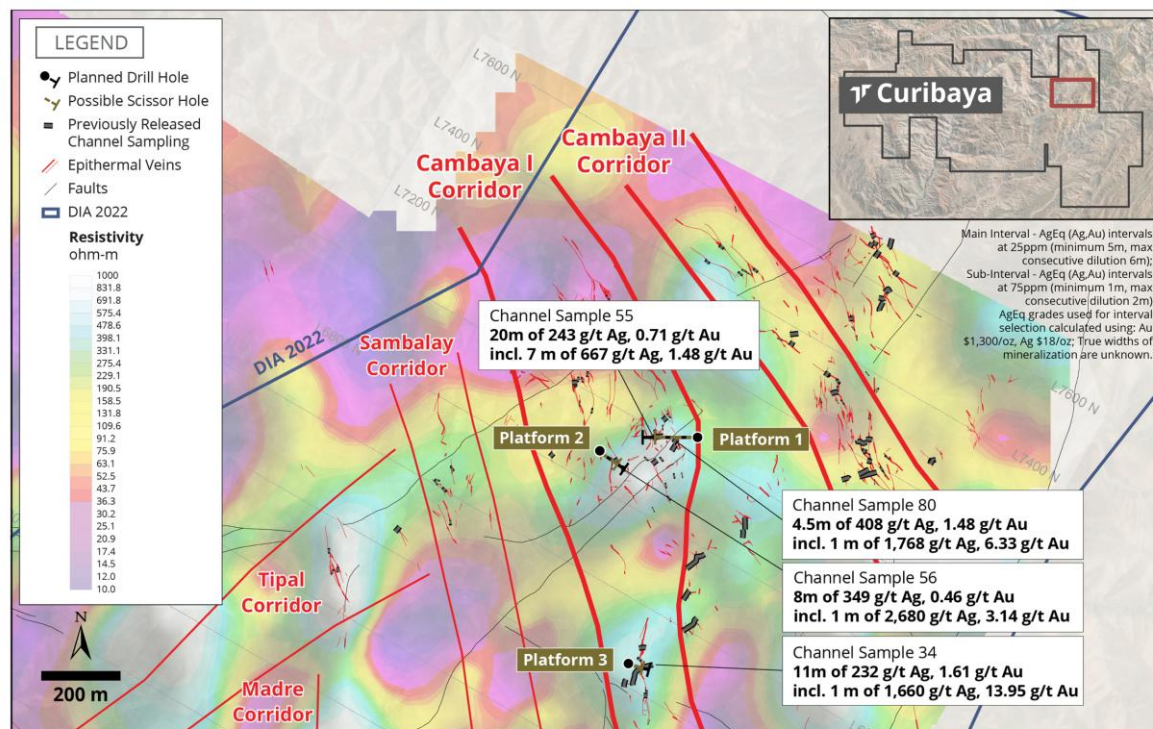 LEGEND
Planned Drill Hole
Possible Scissor Hole
Previously Released
Channel Sampling
Epithermal Veins
Faults
DIA 2022
Resistivity
ohm-m
1000
831.8
691.8
575.4
478.6
398.1
331.1
275.4
229.1
190.5
158.5
131.8
109.6
91.2
75.9
63.1
52.5
43.7
36.3
30.2
25.1
20.9
17.4
14.5
12.0
10.0
N
200 m
L7600 N
L7400 N
L7200 N
Cambaya I
Corridor
Cambaya II
Corridor
DIA 2022
Sambalay
Corridor
Tipal
Corridor
Madre
Corridor
Curibaya
Main Interval - AgEq (Ag,Au) intervals
at 25ppm (minimum 5m, max
consecutive dilution 6m);
Sub-Interval - AgEq (Ag,Au) intervals
at 75ppm (minimum 1m, max
consecutive dilution 2m)
AgEq grades used for interval
selection calculated using: Au
$1,300/oz, Ag $18/oz; True widths of
mineralization are unknown.
L7600 N
L7400 N
Channel Sample 55
20m of 243 g/t Ag, 0.71 g/t Au
incl. 7 m of 667 g/t Ag, 1.48 g/t Au
Platform 2
Platform 1
Channel Sample 80
4.5m of 408 g/t Ag, 1.48 g/t Au
incl. 1 m of 1,768 g/t Ag, 6.33 g/t Au
Channel Sample 56
8m of 349 g/t Ag, 0.46 g/t Au
incl. 1 m of 2,680 g/t Ag, 3.14 g/t Au
Platform 3
Channel Sample 34
11m of 232 g/t Ag, 1.61 g/t Au
incl. 1 m of 1,660 g/t Ag, 13.95 g/t Au